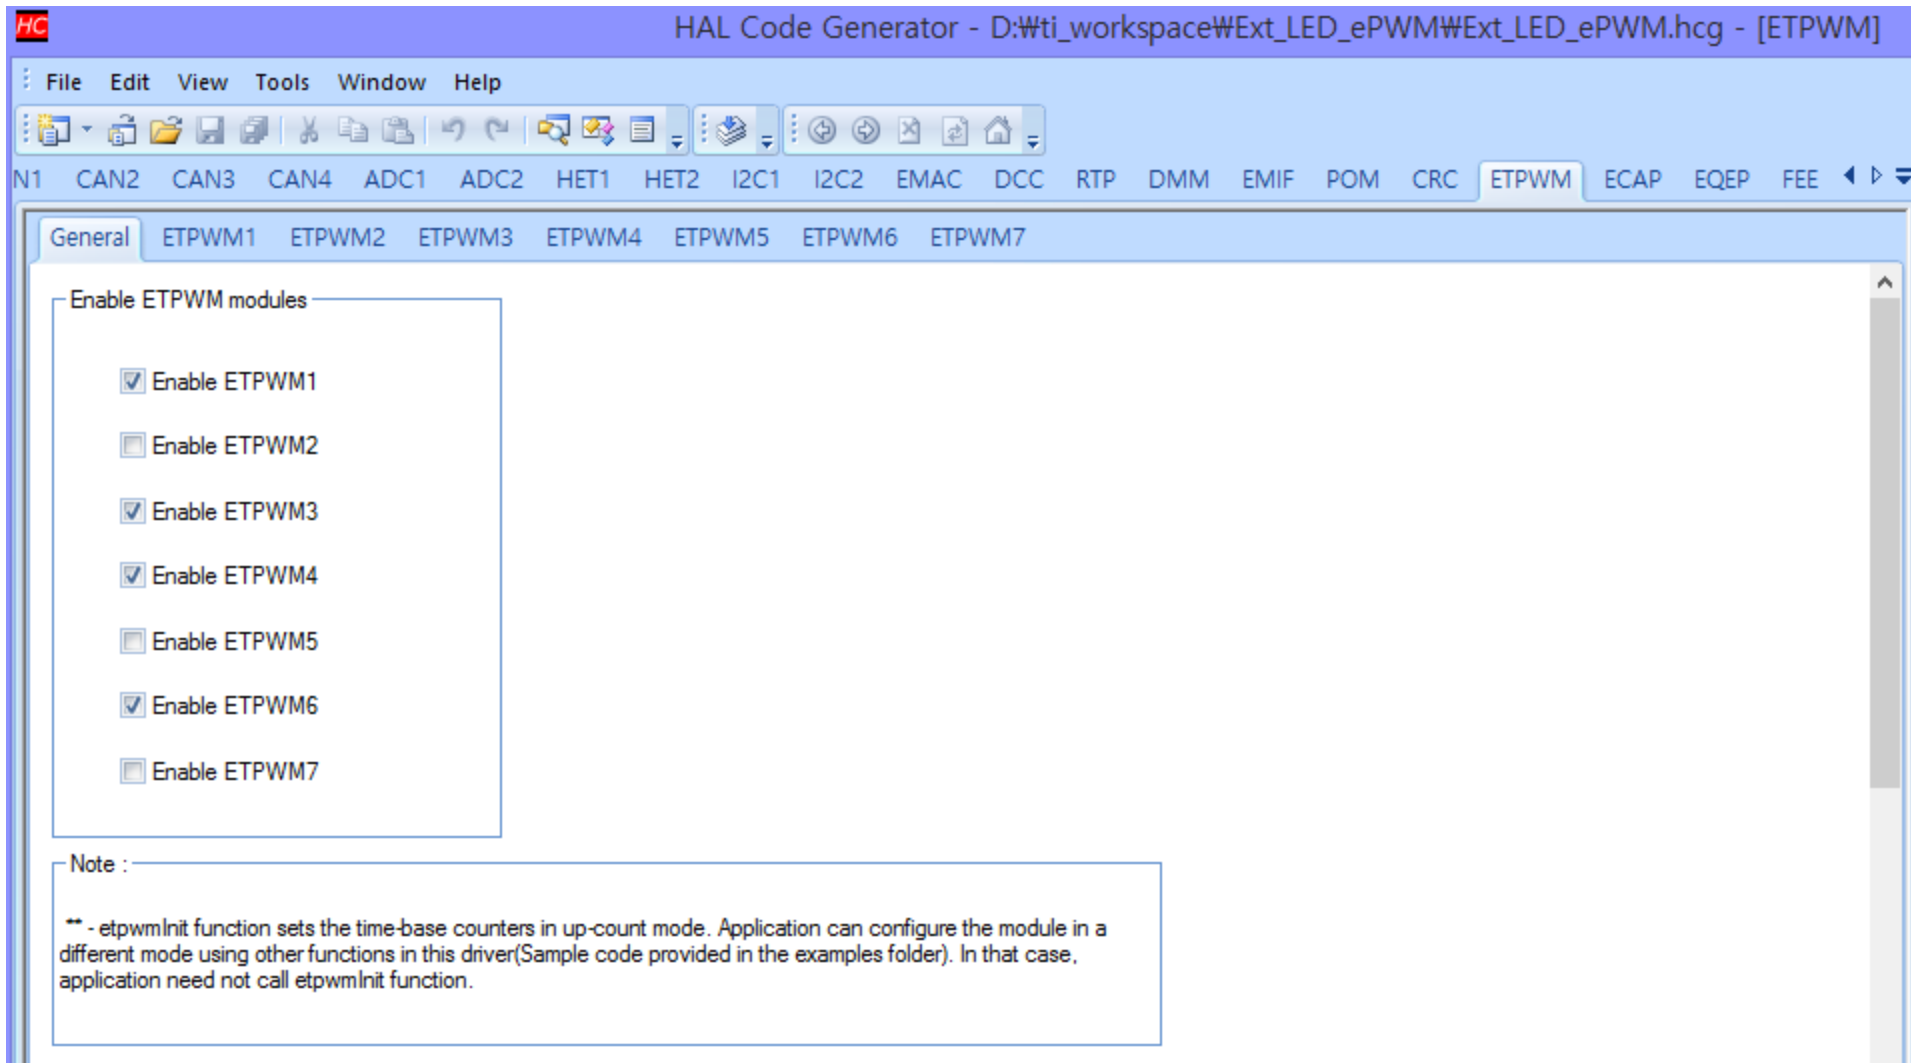 HC
HAL Code Generator - D:₩ti_workspace₩Ext_LED_ePWM₩Ext_LED_ePWM.hcg - [ETPWM]
File Edit View Tools Window Help
N1 CAN2 CAN3 CAN4 ADC1 ADC2 HET1 HET2 I2C1 I2C2 EMAC DCC RTP DMM EMIF POM CRC ETPWM ECAP EQEP FEE
General ETPWM1 ETPWM2 ETPWM3 ETPWM4 ETPWM5 ETPWM6 ETPWM7
Enable ETPWM modules
Enable ETPWM1
Enable ETPWM2
Enable ETPWM3
Enable ETPWM4
Enable ETPWM5
Enable ETPWM6
Enable ETPWM7
Note :
** - etpwmInit function sets the time-base counters in up-count mode. Application can configure the module in a
different mode using other functions in this driver(Sample code provided in the examples folder). In that case,
application need not call etpwmInit function.